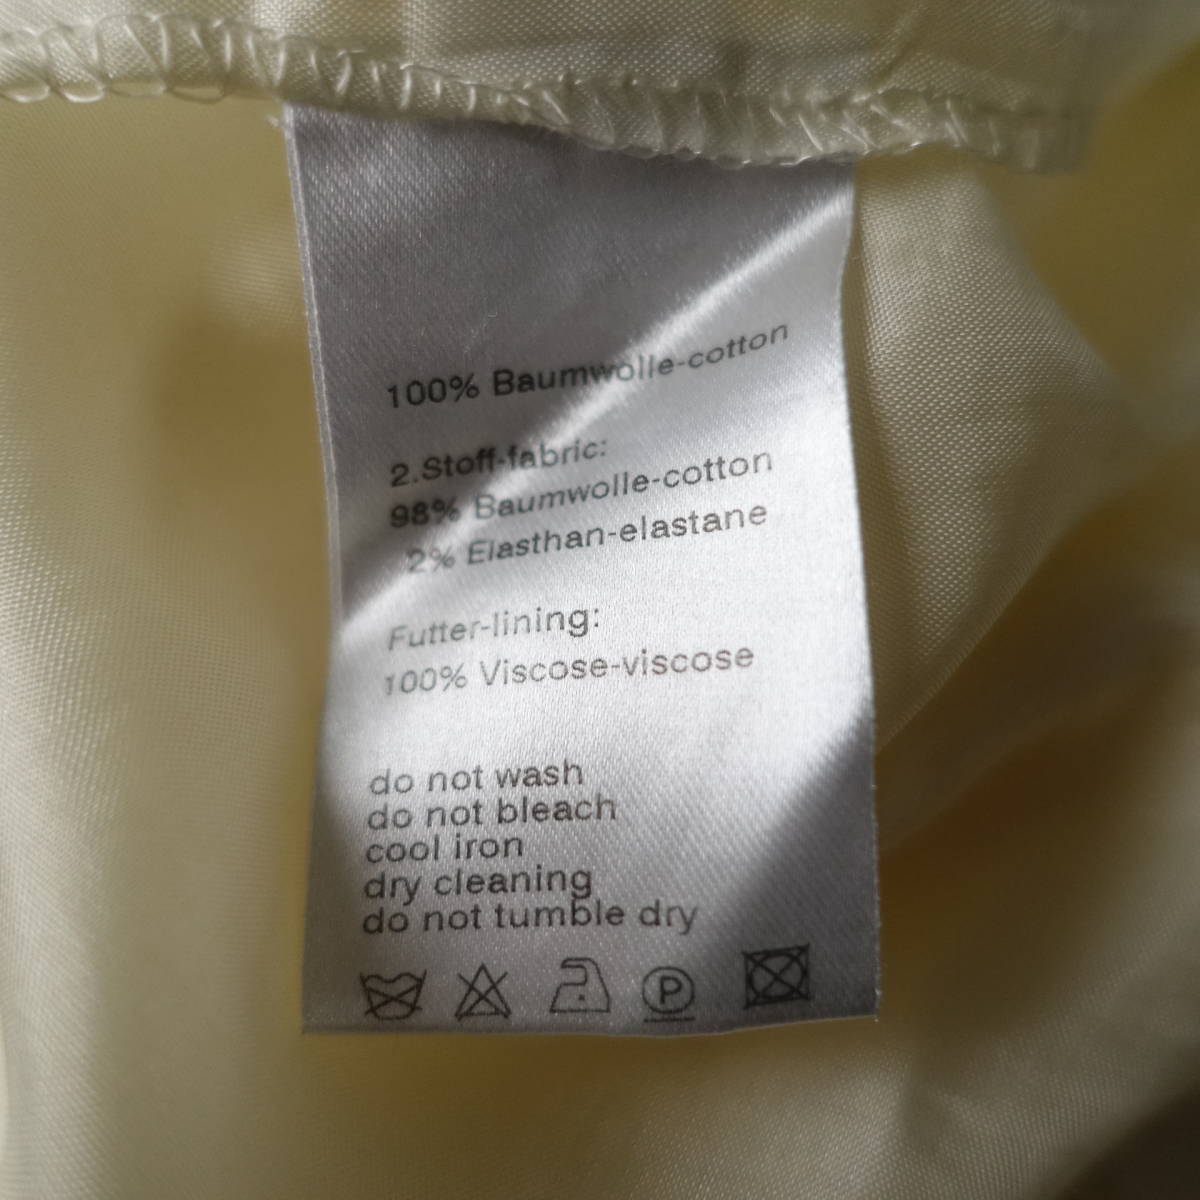 100% Baumwolle-cotton
2.Stoff-fabric:
98% Baumwolle-cotton
2% Elasthan-elastane
Futter-lining:
100% Viscose-viscose
do not wash
do not bleach
cool iron
dry cleaning
do not tumble dry
P